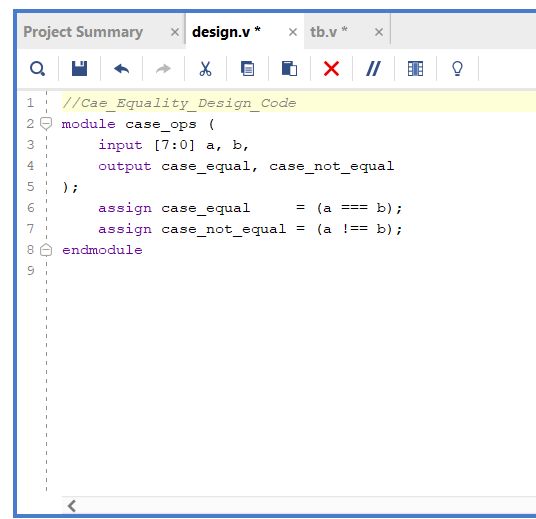 Project Summary × design.v * × tb.v * ×
1 //Cae_Equality_Design_Code
2 module case_ops (
3     input [7:0] a, b,
4     output case_equal, case_not_equal
5 );
6     assign case_equal     = (a === b);
7     assign case_not_equal = (a !== b);
8 endmodule
9